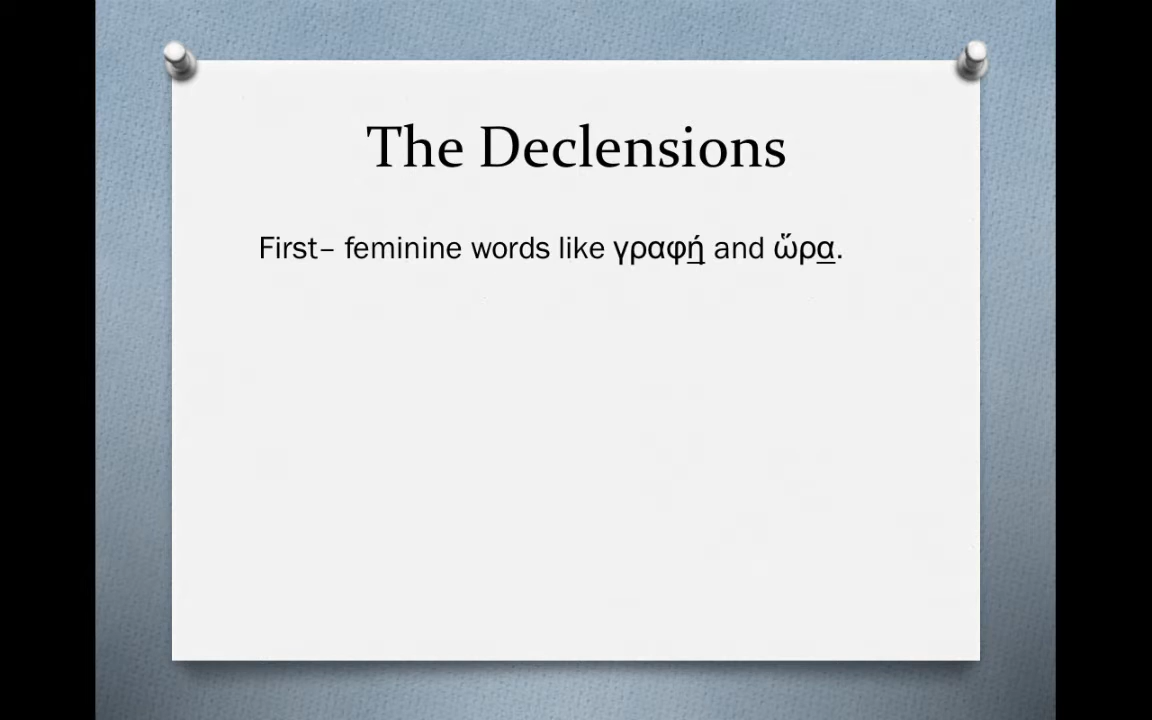 The Declensions
First– feminine words like γραφή and ὥρα.